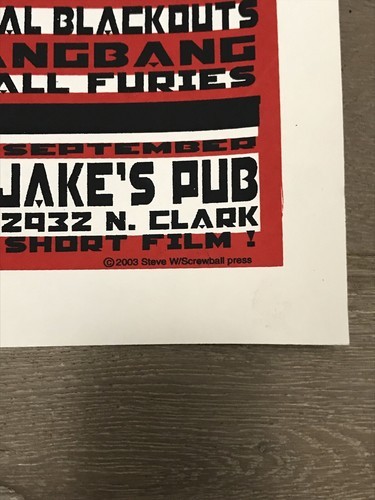 AL BLACKOUTS
ANGBANG
ALL FURIES
SEPTEMBER
JAKE'S PUB
2932 N. CLARK
SHORT FILM !
© 2003 Steve W/Screwball press